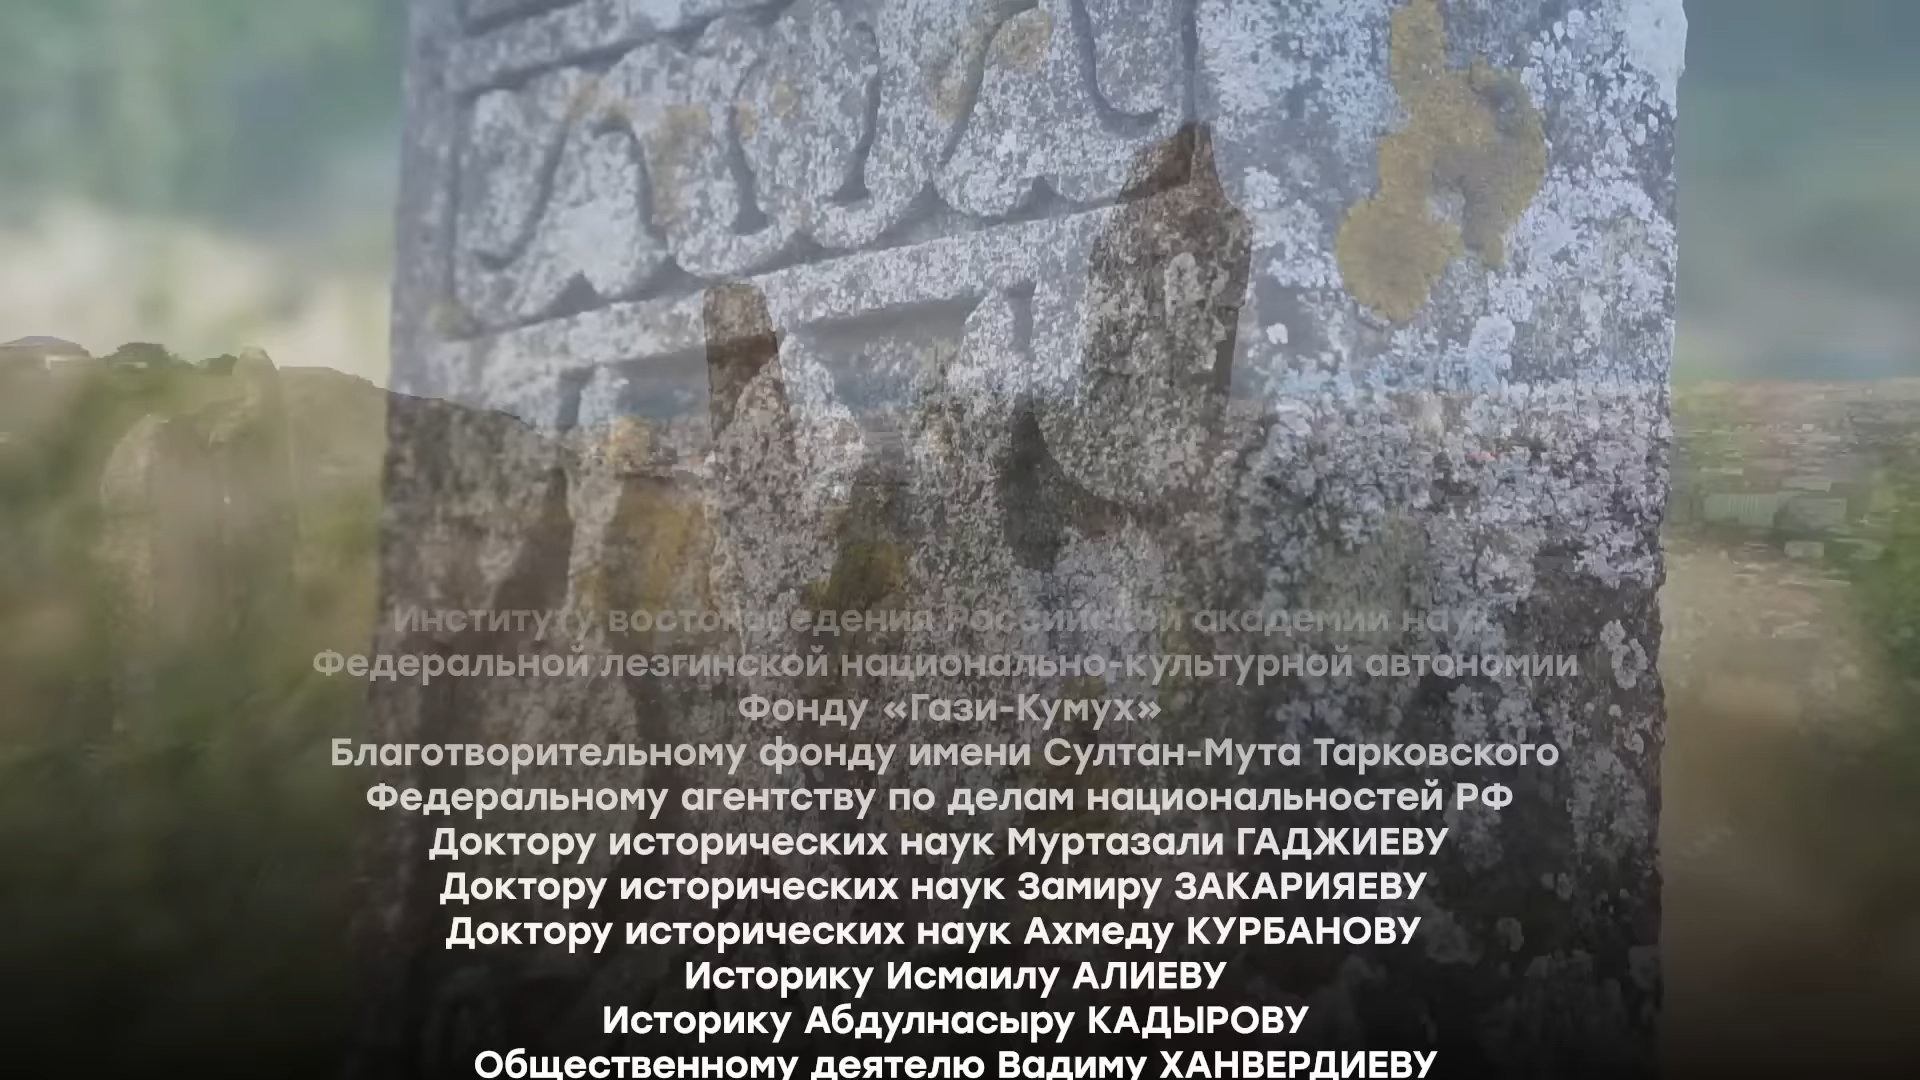 Институту востоковедения Российской академии наук
Федеральной лезгинской национально-культурной автономии
Фонду «Гази-Кумух»
Благотворительному фонду имени Султан-Мута Тарковского
Федеральному агентству по делам национальностей РФ
Доктору исторических наук Муртазали ГАДЖИЕВУ
Доктору исторических наук Замиру ЗАКАРИЯЕВУ
Доктору исторических наук Ахмеду КУРБАНОВУ
Историку Исмаилу АЛИЕВУ
Историку Абдулнасыру КАДЫРОВУ
Общественному деятелю Вадиму ХАНВЕРДИЕВУ